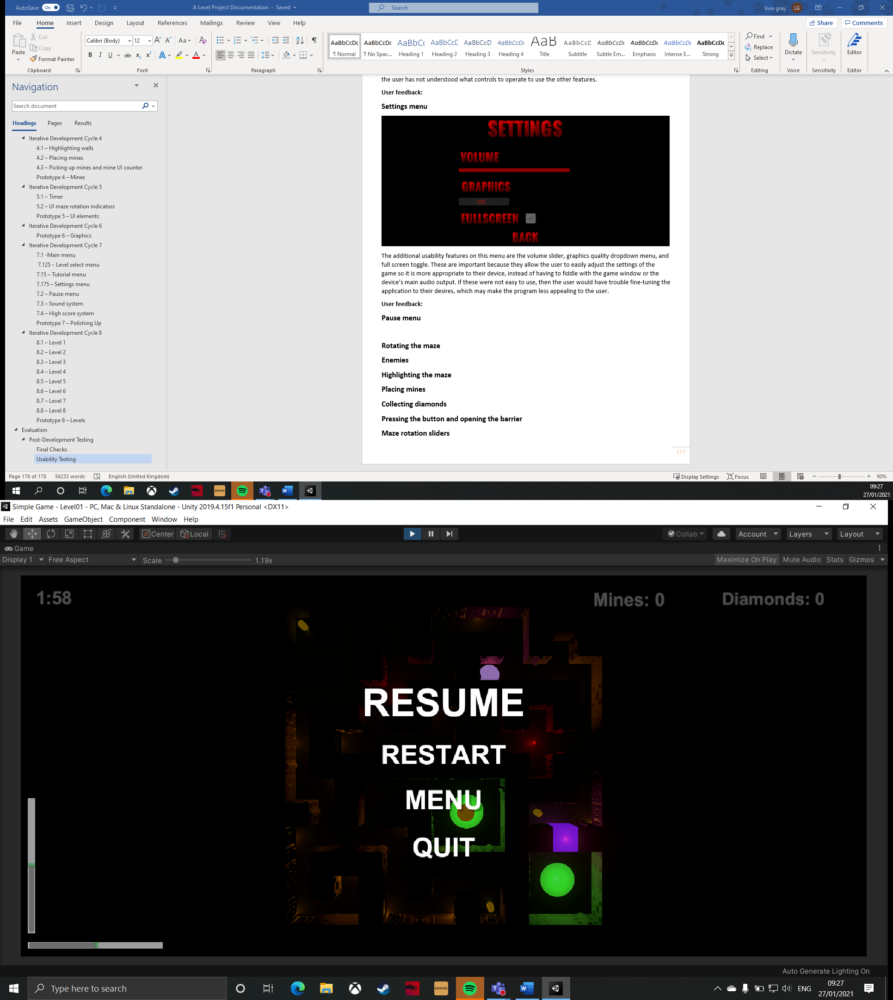 AutoSave On
A Level Project Documentation - Saved
Search
livie gray LG
File Home Insert Design Layout References Mailings Review View Help
Share Comments
Paste
Cut
Copy
Format Painter
Calibri (Body) 12
AaBbCcDc AaBbCcDc AaBbC( AaBbCcD AaBbCcD AaBbCcDc AaB AaBbCcD AaBbCcDc AaBbCcDc AaBbCcDc AaBbCcDc
¶ Normal ¶ No Spac... Heading 1 Heading 2 Heading 3 Heading 4 Title Subtitle Subtle Em... Emphasis Intense E... Strong
Find
Replace
Select
Dictate
Sensitivity
Editor
Clipboard Font Paragraph Styles Editing Voice Sensitivity Editor
Navigation
Search document
Headings Pages Results
Iterative Development Cycle 4
4.1 – Highlighting walls
4.2 – Placing mines
4.3 – Picking up mines and mine UI counter
Prototype 4 – Mines
Iterative Development Cycle 5
5.1 – Timer
5.2 – UI maze rotation indicators
Prototype 5 – UI elements
Iterative Development Cycle 6
Prototype 6 – Graphics
Iterative Development Cycle 7
7.1 -Main menu
7.125 – Level select menu
7.15 – Tutorial menu
7.175 – Settings menu
7.2 – Pause menu
7.3 – Sound system
7.4 – High score system
Prototype 7 – Polishing Up
Iterative Development Cycle 8
8.1 – Level 1
8.2 – Level 2
8.3 – Level 3
8.4 – Level 4
8.5 – Level 5
8.6 – Level 6
8.7 – Level 7
8.8 – Level 8
Prototype 8 – Levels
Evaluation
Post-Development Testing
Final Checks
Usability Testing
the user has not understood what controls to operate to use the other features.
User feedback:
Settings menu
SETTINGS
VOLUME
GRAPHICS
LOW
FULLSCREEN
BACK
The additional usability features on this menu are the volume slider, graphics quality dropdown menu, and
full screen toggle. These are important because they allow the user to easily adjust the settings of the
game so it is more appropriate to their device, instead of having to fiddle with the game window or the
device's main audio output. If these were not easy to use, then the user would have trouble fine-tuning the
application to their desires, which may make the program less appealing to the user.
User feedback:
Pause menu
Rotating the maze
Enemies
Highlighting the maze
Placing mines
Collecting diamonds
Pressing the button and opening the barrier
Maze rotation sliders
177
Page 178 of 178 56233 words English (United Kingdom)
Display Settings Focus 90%
SONOS
09:27
27/01/2021
Simple Game - Level01 - PC, Mac & Linux Standalone - Unity 2019.4.15f1 Personal <DX11>
File Edit Assets GameObject Component Window Help
Center Local
Collab Account Layers Layout
Game
Display 1 Free Aspect Scale 1.19x
Maximize On Play Mute Audio Stats Gizmos
1:58 Mines: 0 Diamonds: 0
RESUME
RESTART
MENU
QUIT
Auto Generate Lighting On
Type here to search
SONOS
ENG
09:27
27/01/2021